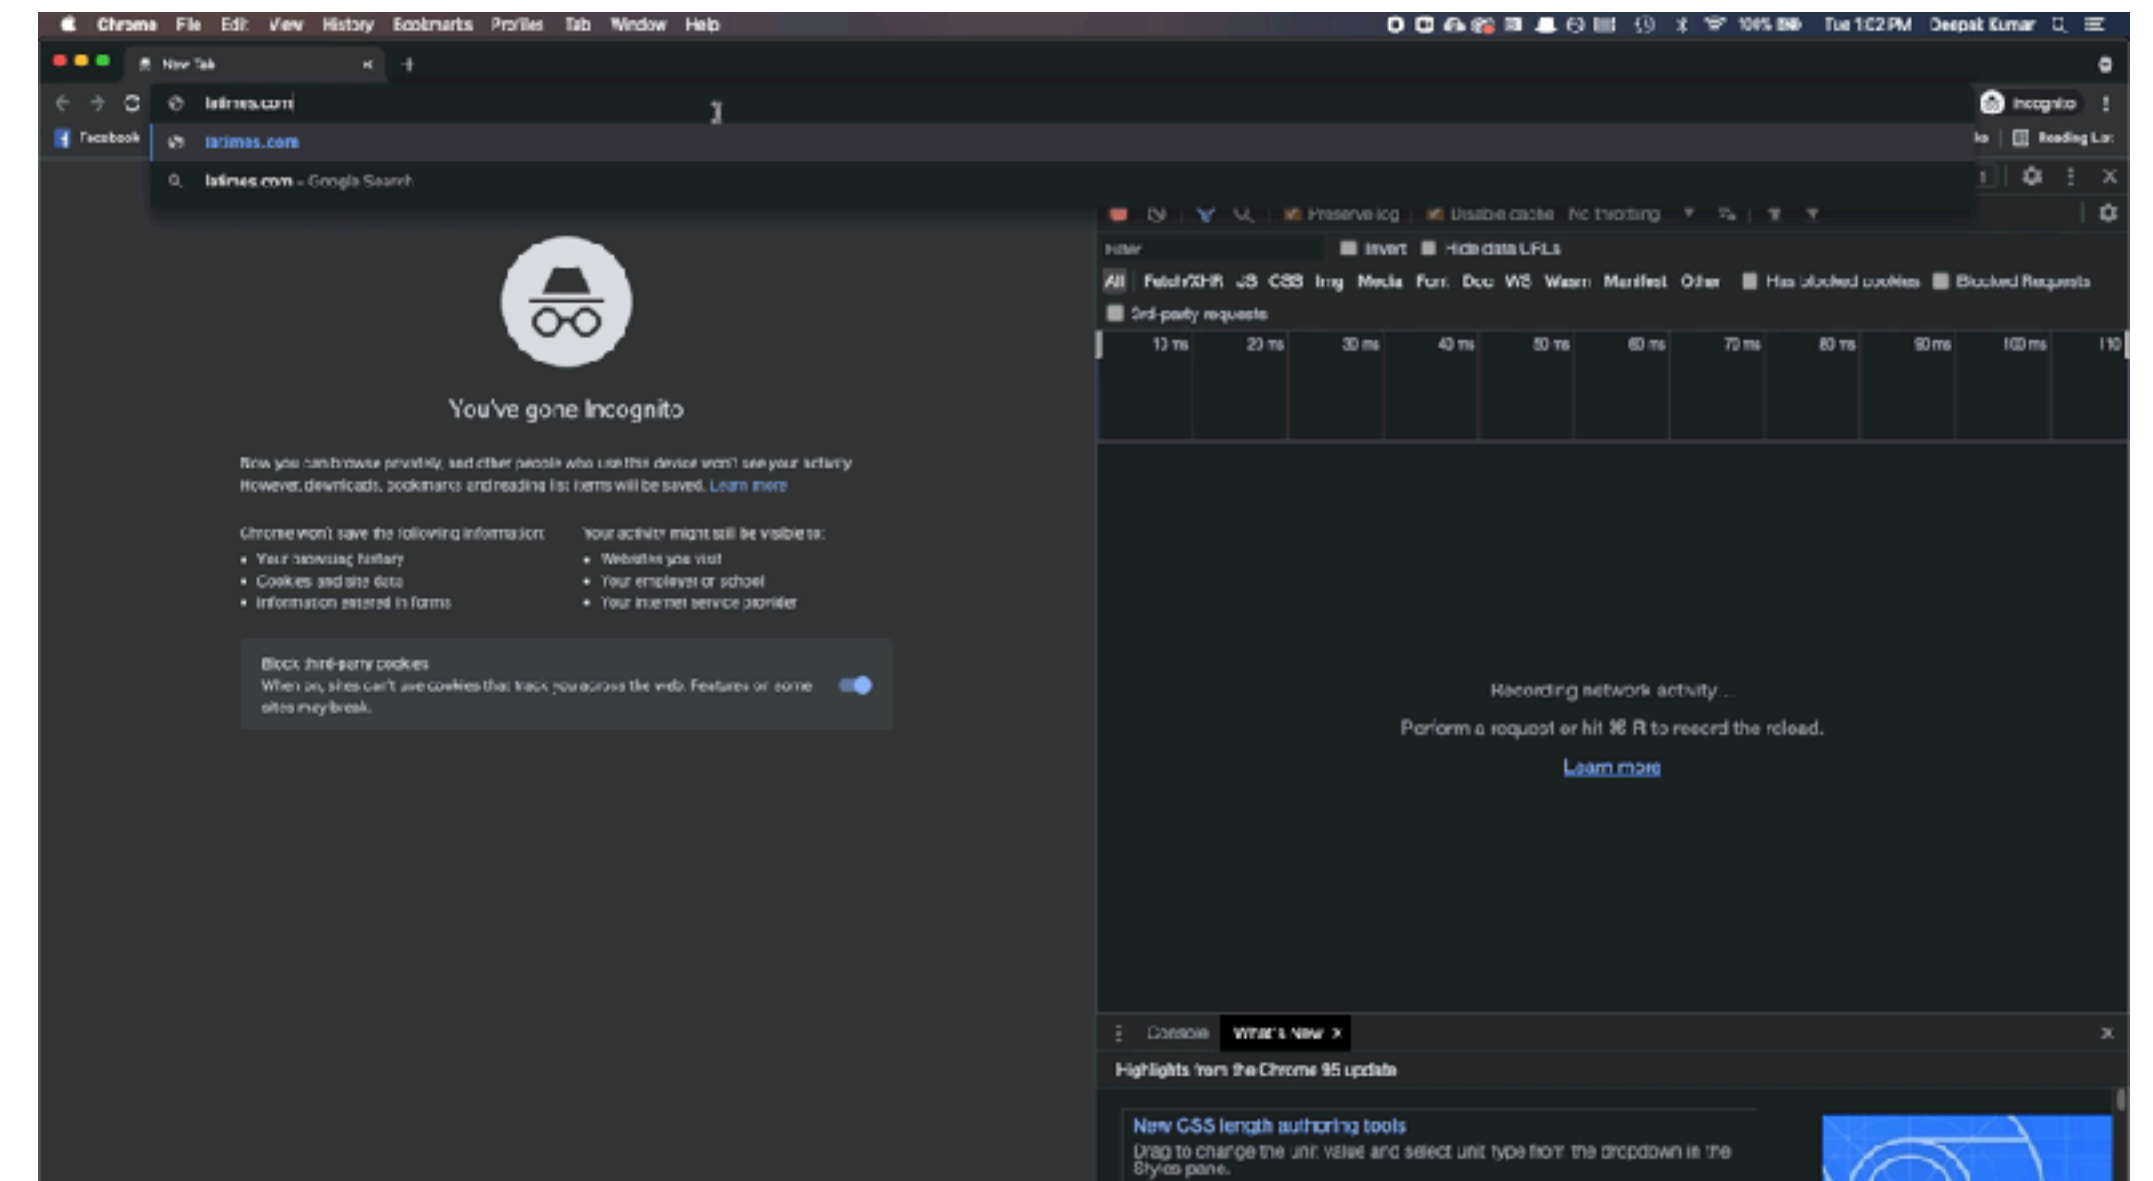 Chrome File Edit View History Bookmarks Profiles Tab Window Help 100% Tue 1:02 PM Deepak Kumar
New Tab
latimes.com Incognito
Facebook latimes.com Reading List
latimes.com - Google Search 1
Preserve log Disable cache No throttling
Filter Invert Hide data URLs
All Fetch/XHR JS CSS Img Media Font Doc WS Wasm Manifest Other Has blocked cookies Blocked Requests
3rd-party requests
10 ms 20 ms 30 ms 40 ms 50 ms 60 ms 70 ms 80 ms 90 ms 100 ms 110
You've gone Incognito
Now you can browse privately, and other people who use this device won't see your activity.
However, downloads, bookmarks and reading list items will be saved. Learn more
Chrome won't save the following information:
• Your browsing history
• Cookies and site data
• Information entered in forms
Your activity might still be visible to:
• Websites you visit
• Your employer or school
• Your internet service provider
Block third-party cookies
When on, sites can't use cookies that track you across the web. Features on some
sites may break.
Recording network activity...
Perform a request or hit ⌘ R to record the reload.
Learn more
Console What's New ×
Highlights from the Chrome 95 update
New CSS length authoring tools
Drag to change the unit value and select unit type from the dropdown in the
Styles pane.